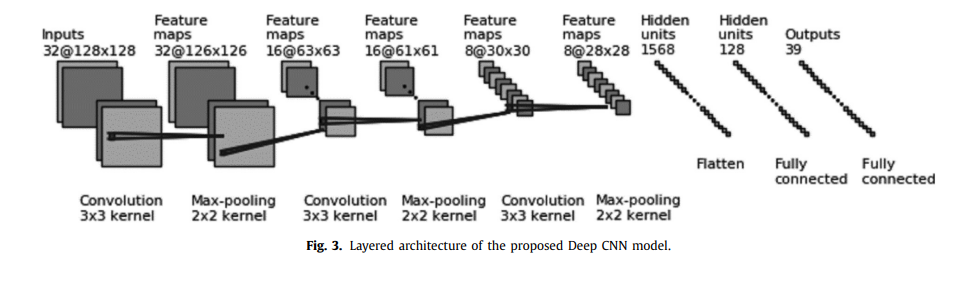 Inputs
32@128x128
Feature
maps
32@126x126
Feature
maps
16@63x63
Feature
maps
16@61x61
Feature
maps
8@30x30
Feature
maps
8@28x28
Hidden
units
1568
Hidden
units
128
Outputs
39
Flatten
Fully
connected
Fully
connected
Convolution
3x3 kernel
Max-pooling
2x2 kernel
Convolution
3x3 kernel
Max-pooling
2x2 kernel
Convolution
3x3 kernel
Max-pooling
2x2 kernel
Fig. 3. Layered architecture of the proposed Deep CNN model.